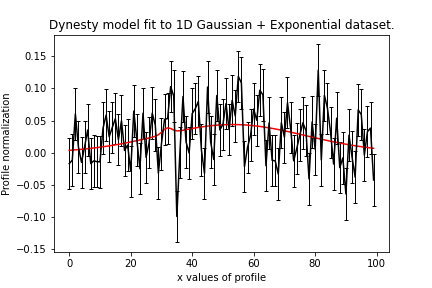 Dynesty model fit to 1D Gaussian + Exponential dataset.
0.15
0.10
0.05
0.00
−0.05
−0.10
−0.15
Profile normalization
0 20 40 60 80 100
x values of profile